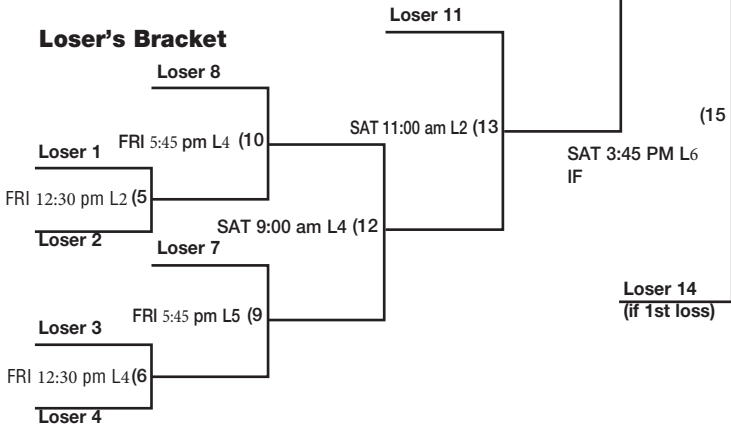 Loser 11
Loser's Bracket
Loser 8
SAT 11:00 am L2 (13
(15
FRI 5:45 pm L4 (10
Loser 1
SAT 3:45 PM L6
IF
FRI 12:30 pm L2 (5
SAT 9:00 am L4 (12
Loser 2
Loser 7
Loser 14
(if 1st loss)
FRI 5:45 pm L5 (9
Loser 3
FRI 12:30 pm L4 (6
Loser 4